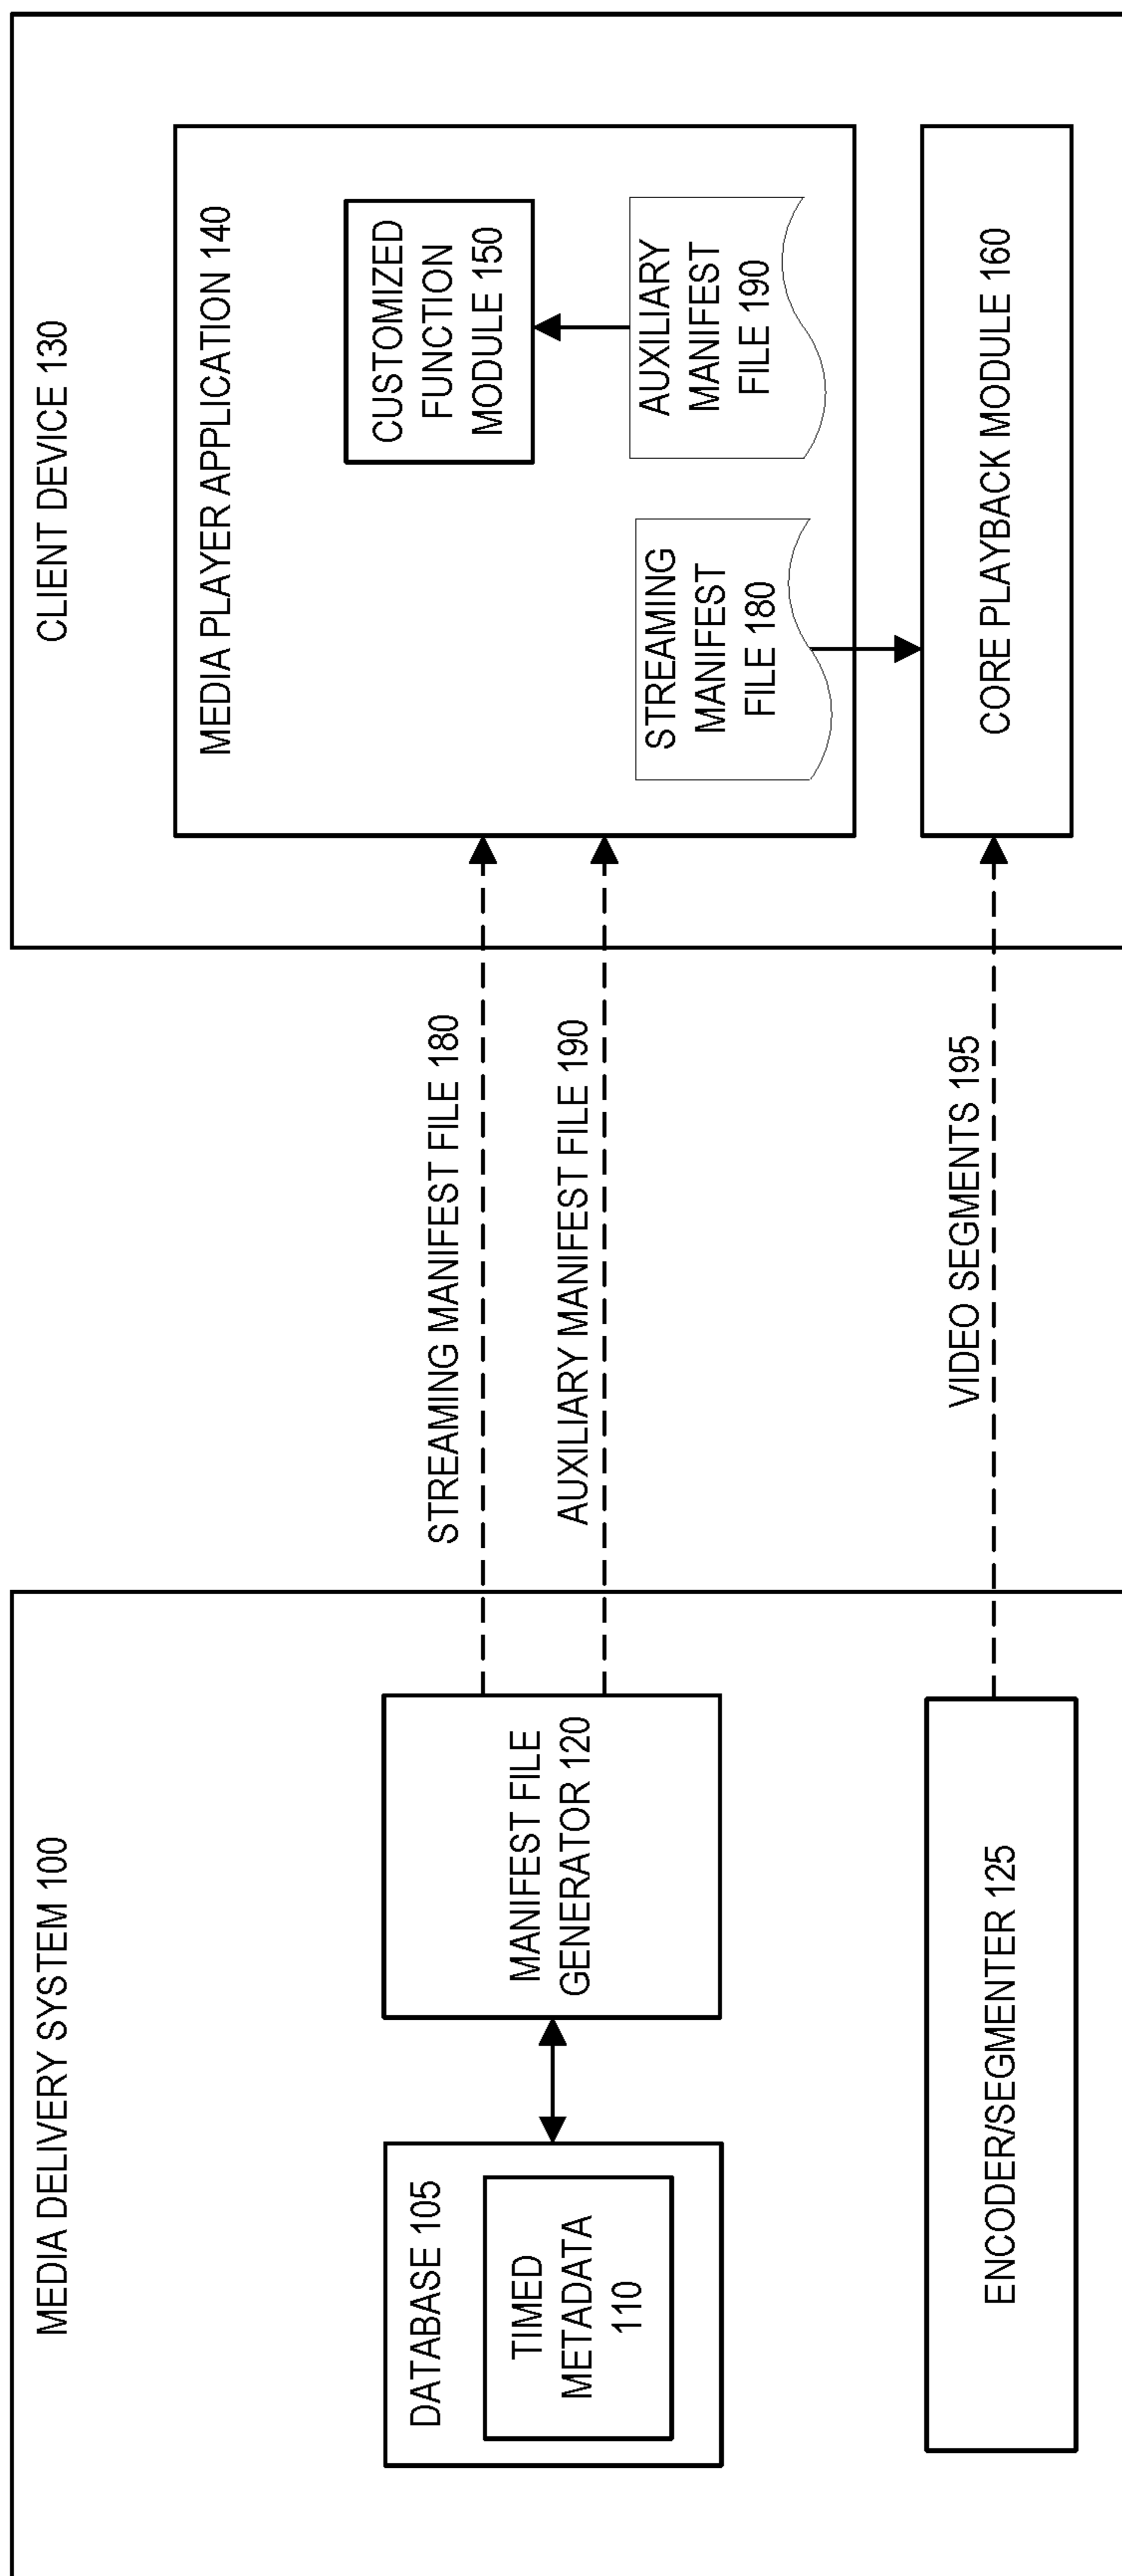 MEDIA DELIVERY SYSTEM 100
DATABASE 105
TIMED
METADATA
110
MANIFEST FILE
GENERATOR 120
ENCODER/SEGMENTER 125
STREAMING MANIFEST FILE 180
AUXILIARY MANIFEST FILE 190
VIDEO SEGMENTS 195
CLIENT DEVICE 130
MEDIA PLAYER APPLICATION 140
CUSTOMIZED
FUNCTION
MODULE 150
STREAMING
MANIFEST
FILE 180
AUXILIARY
MANIFEST
FILE 190
CORE PLAYBACK MODULE 160